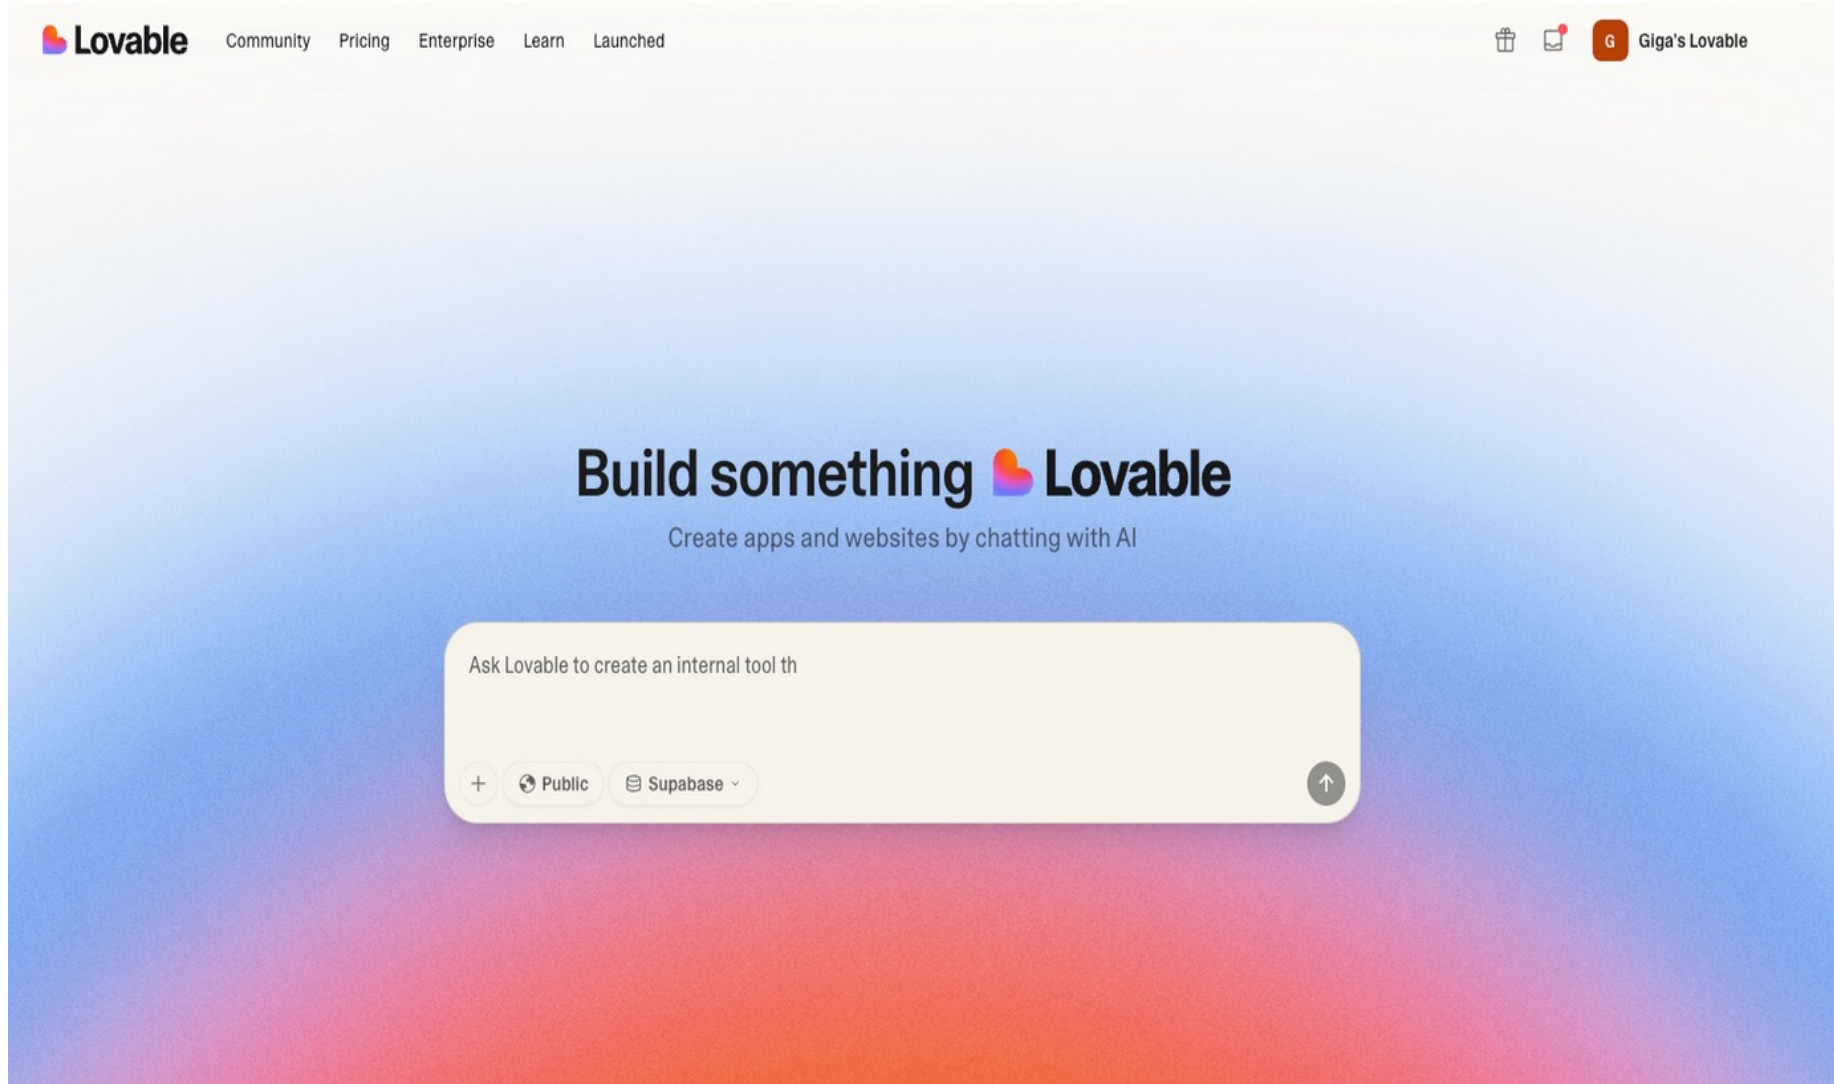 Lovable Community Pricing Enterprise Learn Launched G Giga's Lovable
Build something Lovable
Create apps and websites by chatting with AI
Ask Lovable to create an internal tool th
Public Supabase